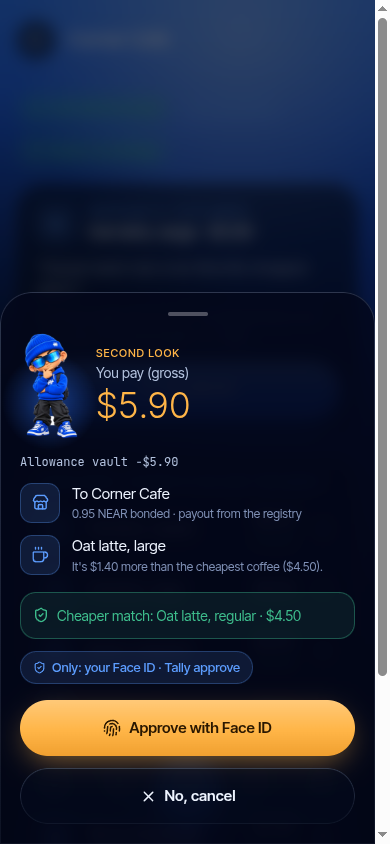 SECOND LOOK
You pay (gross)
$5.90
Allowance vault -$5.90
To Corner Cafe
0.95 NEAR bonded · payout from the registry
Oat latte, large
It's $1.40 more than the cheapest coffee ($4.50).
Cheaper match: Oat latte, regular · $4.50
Only: your Face ID · Tally approve
Approve with Face ID
No, cancel